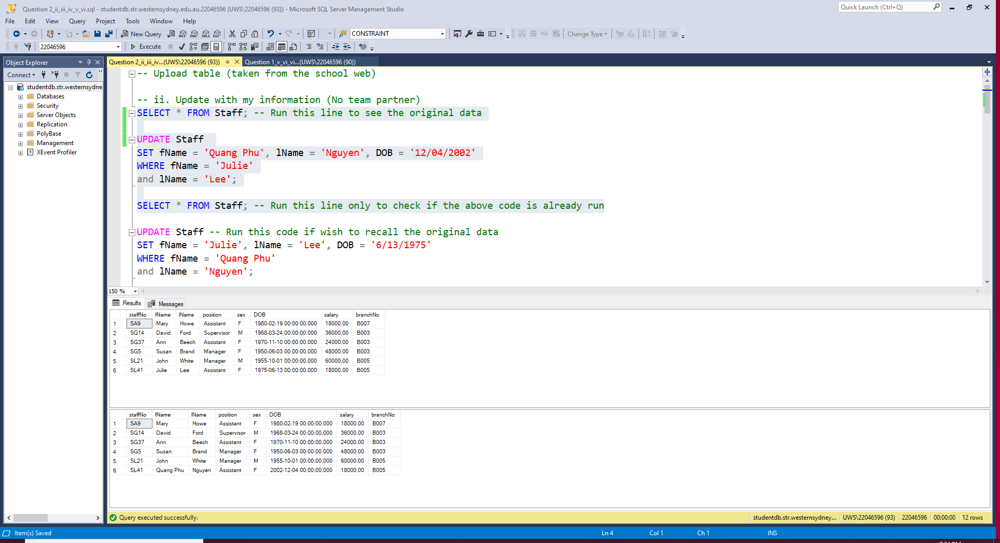 Question 2_ii_iii_iv_v_vi.sql - studentdb.str.westernsydney.edu.au.22046596 (UWS\22046596 (93)) - Microsoft SQL Server Management Studio
Quick Launch (Ctrl+Q)
File Edit View Query Project Tools Window Help
New Query MDX DMX XMLA DAX CONSTRAINT SQL Change Type SQL
22046596 Execute
Object Explorer
Question 2_ii_iii_iv...(UWS\22046596 (93))
Question 1_v_vi_vi...(UWS\22046596 (90))
Connect
studentdb.str.westernsydne
Databases
Security
Server Objects
Replication
PolyBase
Management
XEvent Profiler
-- Upload table (taken from the school web)
-- ii. Update with my information (No team partner)
SELECT * FROM Staff; -- Run this line to see the original data
UPDATE Staff
SET fName = 'Quang Phu', lName = 'Nguyen', DOB = '12/04/2002'
WHERE fName = 'Julie'
and lName = 'Lee';
SELECT * FROM Staff; -- Run this line only to check if the above code is already run
UPDATE Staff -- Run this code if wish to recall the original data
SET fName = 'Julie', lName = 'Lee', DOB = '6/13/1975'
WHERE fName = 'Quang Phu'
and lName = 'Nguyen';
150 %
Results Messages
staffNo fName lName position sex DOB salary branchNo
1 SA9 Mary Howe Assistant F 1980-02-19 00:00:00.000 18000.00 B007
2 SG14 David Ford Supervisor M 1968-03-24 00:00:00.000 36000.00 B003
3 SG37 Ann Beech Assistant F 1970-11-10 00:00:00.000 24000.00 B003
4 SG5 Susan Brand Manager F 1950-06-03 00:00:00.000 48000.00 B003
5 SL21 John White Manager M 1955-10-01 00:00:00.000 60000.00 B005
6 SL41 Julie Lee Assistant F 1975-06-13 00:00:00.000 18000.00 B005
staffNo fName lName position sex DOB salary branchNo
1 SA9 Mary Howe Assistant F 1980-02-19 00:00:00.000 18000.00 B007
2 SG14 David Ford Supervisor M 1968-03-24 00:00:00.000 36000.00 B003
3 SG37 Ann Beech Assistant F 1970-11-10 00:00:00.000 24000.00 B003
4 SG5 Susan Brand Manager F 1950-06-03 00:00:00.000 48000.00 B003
5 SL21 John White Manager M 1955-10-01 00:00:00.000 60000.00 B005
6 SL41 Quang Phu Nguyen Assistant F 2002-12-04 00:00:00.000 18000.00 B005
Query executed successfully.
studentdb.str.westernsydney... UWS\22046596 (93) 22046596 00:00:00 12 rows
Item(s) Saved Ln 4 Col 1 Ch 1 INS